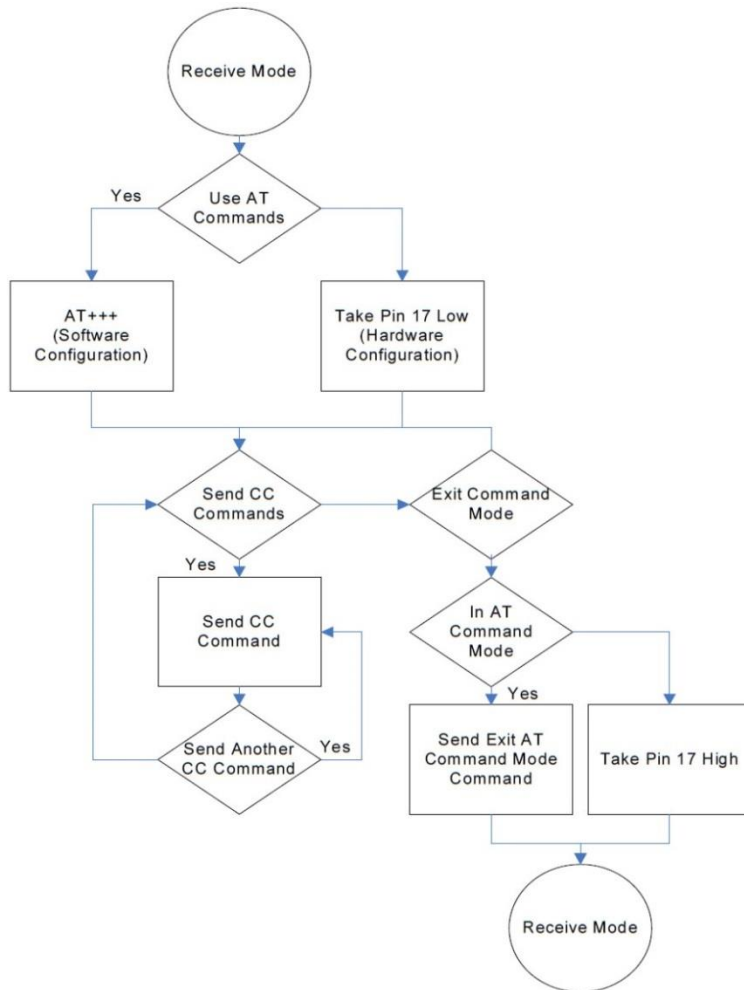 Receive Mode
Yes
Use AT
Commands
AT+++
(Software
Configuration)
Take Pin 17 Low
(Hardware
Configuration)
Send CC
Commands
Exit Command
Mode
Yes
Send CC
Command
In AT
Command
Mode
Yes
Send Another
CC Command
Yes
Send Exit AT
Command Mode
Command
Take Pin 17 High
Receive Mode